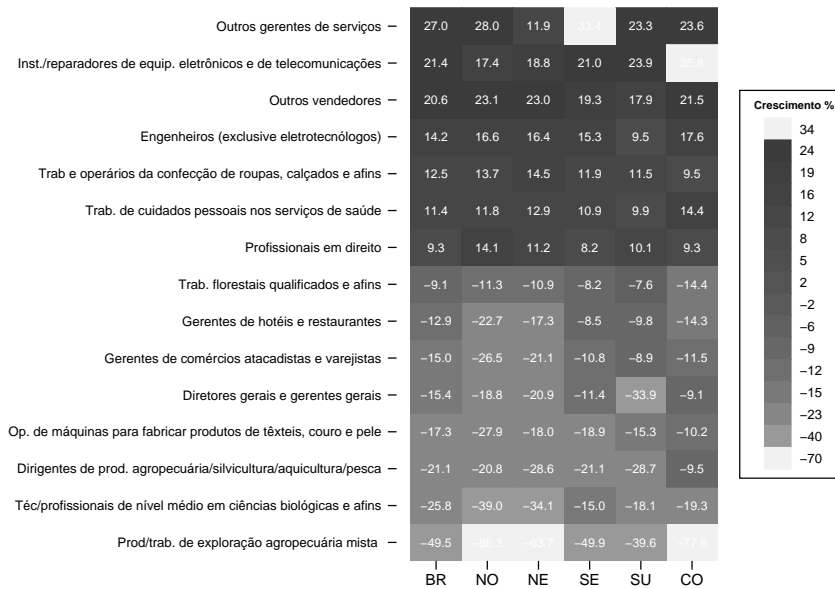 Outros gerentes de serviços 27.0 28.0 11.9 33.4 23.3 23.6
Inst./reparadores de equip. eletrônicos e de telecomunicações 21.4 17.4 18.8 21.0 23.9
Outros vendedores 20.6 23.1 23.0 19.3 17.9 21.5
Engenheiros (exclusive eletrotecnólogos) 14.2 16.6 16.4 15.3 9.5 17.6
Trab e operários da confecção de roupas, calçados e afins 12.5 13.7 14.5 11.9 11.5 9.5
Trab. de cuidados pessoais nos serviços de saúde 11.4 11.8 12.9 10.9 9.9 14.4
Profissionais em direito 9.3 14.1 11.2 8.2 10.1 9.3
Trab. florestais qualificados e afins −9.1 −11.3 −10.9 −8.2 −7.6 −14.4
Gerentes de hotéis e restaurantes −12.9 −22.7 −17.3 −8.5 −9.8 −14.3
Gerentes de comércios atacadistas e varejistas −15.0 −26.5 −21.1 −10.8 −8.9 −11.5
Diretores gerais e gerentes gerais −15.4 −18.8 −20.9 −11.4 −33.9 −9.1
Op. de máquinas para fabricar produtos de têxteis, couro e pele −17.3 −27.9 −18.0 −18.9 −15.3 −10.2
Dirigentes de prod. agropecuária/silvicultura/aquicultura/pesca −21.1 −20.8 −28.6 −21.1 −28.7 −9.5
Téc/profissionais de nível médio em ciências biológicas e afins −25.8 −39.0 −34.1 −15.0 −18.1 −19.3
Prod/trab. de exploração agropecuária mista −49.5 −63.7 −49.9 −39.6
BR NO NE SE SU CO
Crescimento %
34
24
19
16
12
8
5
2
−2
−6
−9
−12
−15
−23
−40
−70